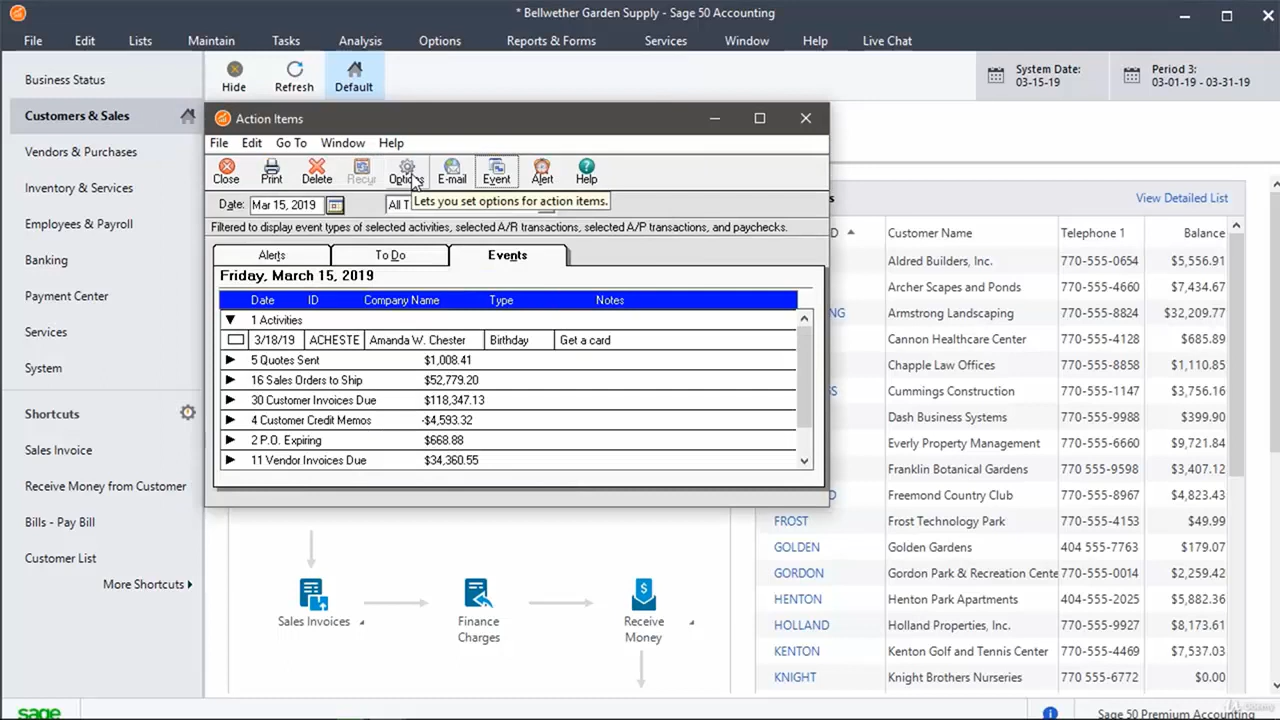 * Bellwether Garden Supply - Sage 50 Accounting
File Edit Lists Maintain Tasks Analysis Options Reports & Forms Services Window Help Live Chat
Business Status
Customers & Sales
Vendors & Purchases
Inventory & Services
Employees & Payroll
Banking
Payment Center
Services
System
Shortcuts
Sales Invoice
Receive Money from Customer
Bills - Pay Bill
Customer List
More Shortcuts
Hide Refresh Default
System Date:
03-15-19
Period 3:
03-01-19 - 03-31-19
Action Items
File Edit Go To Window Help
Close Print Delete Recur Options E-mail Event Alert Help
Lets you set options for action items.
Date: Mar 15, 2019 All T
Filtered to display event types of selected activities, selected A/R transactions, selected A/P transactions, and paychecks.
Alerts To Do Events
Friday, March 15, 2019
Date ID Company Name Type Notes
1 Activities
3/18/19 ACHESTE Amanda W. Chester Birthday Get a card
5 Quotes Sent $1,008.41
16 Sales Orders to Ship $52,779.20
30 Customer Invoices Due $118,347.13
4 Customer Credit Memos -$4,593.32
2 P.O. Expiring $668.88
11 Vendor Invoices Due $34,360.55
Sales Invoices
Finance
Charges
Receive
Money
s View Detailed List
D Customer Name Telephone 1 Balance
Aldred Builders, Inc. 770-555-0654 $5,556.91
Archer Scapes and Ponds 770-555-4660 $7,434.67
NG Armstrong Landscaping 770-555-8824 $32,209.77
Cannon Healthcare Center 770-555-4128 $685.89
Chapple Law Offices 770-555-8858 $1,110.85
S Cummings Construction 770-555-1147 $3,756.16
Dash Business Systems 770-555-9988 $399.90
Everly Property Management 770-555-6660 $9,721.84
Franklin Botanical Gardens 770 555-9598 $3,407.12
D Freemond Country Club 770-555-8967 $4,823.43
FROST Frost Technology Park 770-555-4153 $49.99
GOLDEN Golden Gardens 404 555-7763 $179.07
GORDON Gordon Park & Recreation Cente 770-555-0014 $2,259.42
HENTON Henton Park Apartments 404-555-2025 $5,882.36
HOLLAND Holland Properties, Inc. 770-555-9927 $8,173.61
KENTON Kenton Golf and Tennis Center 770-555-4469 $7,537.03
KNIGHT Knight Brothers Nurseries 770-555-6772 $0.00
sage
Sage 50 Premium Accounting